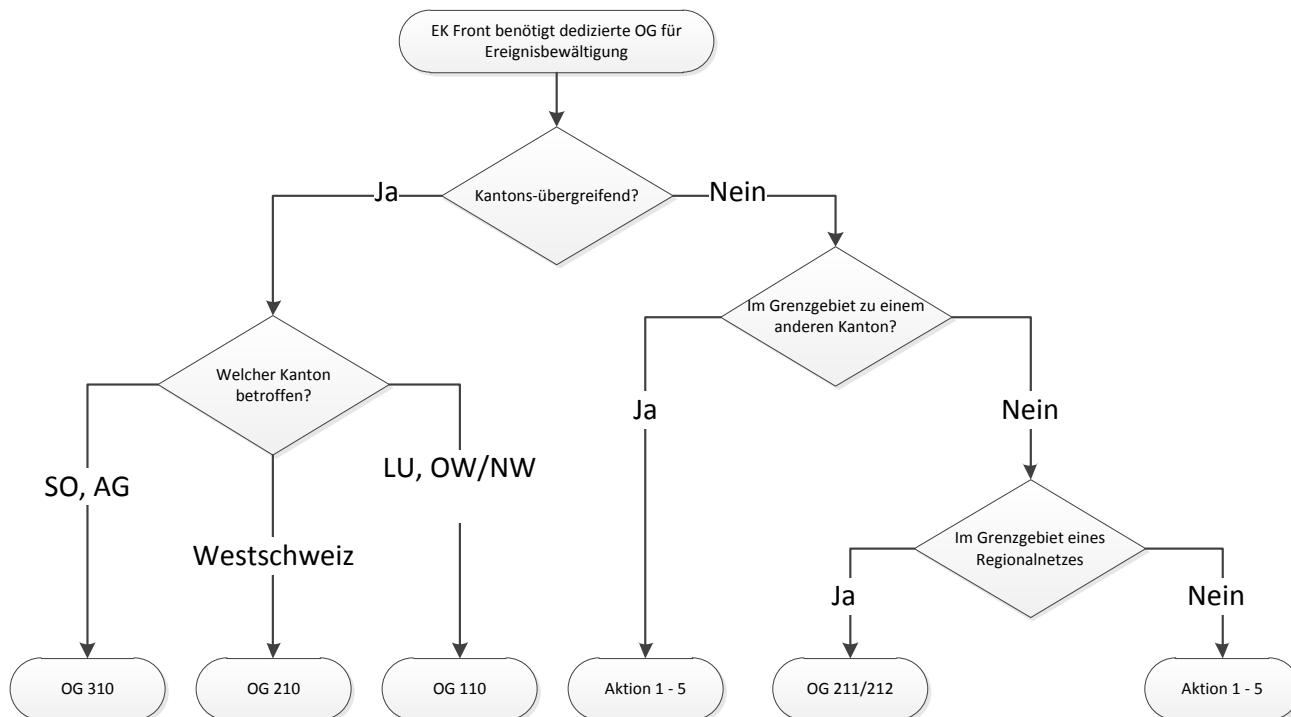 EK Front benötigt dedizierte OG für
Ereignisbewältigung
Kantons-übergreifend?
Ja
Nein
Im Grenzgebiet zu einem
anderen Kanton?
Welcher Kanton
betroffen?
Ja
Nein
SO, AG
LU, OW/NW
Westschweiz
Im Grenzgebiet eines
Regionalnetzes
Ja
Nein
OG 310
OG 210
OG 110
Aktion 1 - 5
OG 211/212
Aktion 1 - 5